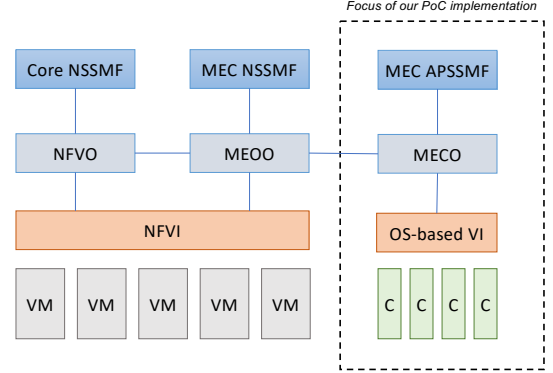 Focus of our PoC implementation
Core NSSMF
MEC NSSMF
MEC APSSMF
NFVO
MEOO
MECO
NFVI
OS-based VI
VM
VM
VM
VM
VM
C
C
C
C